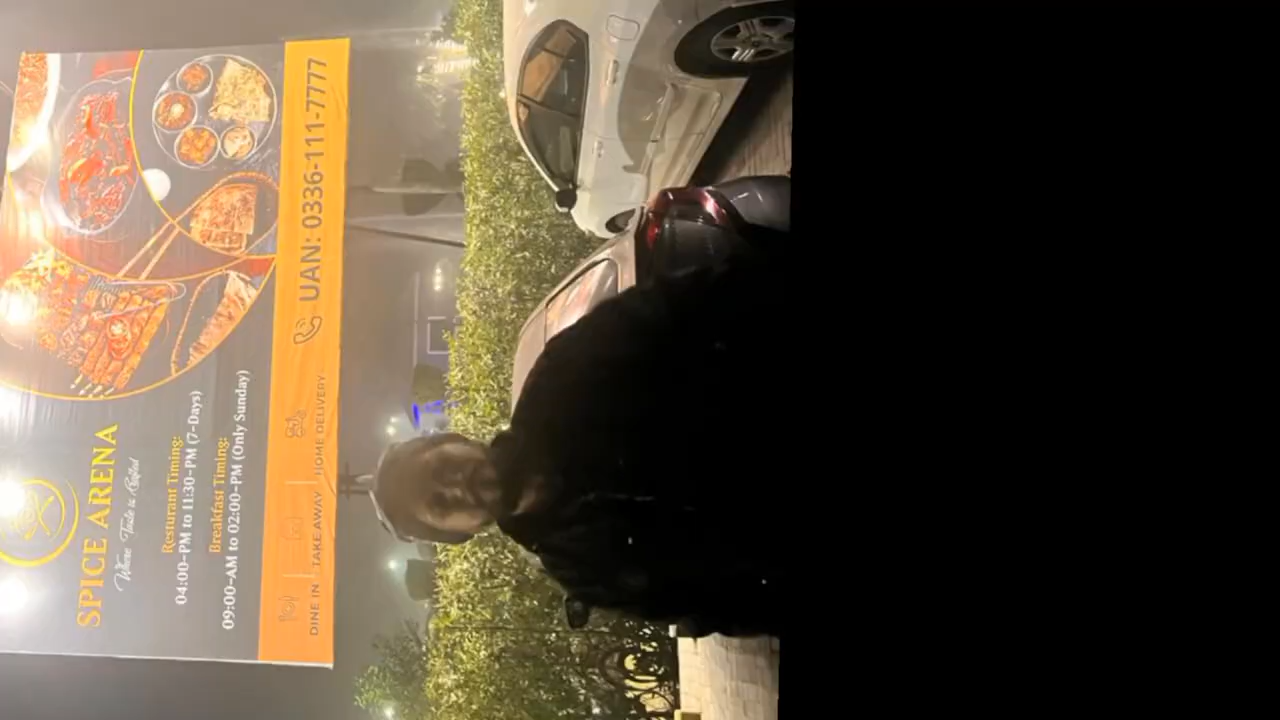 SPICE ARENA
Where Taste is Crafted
Resturant Timing:
04:00-PM to 11:30-PM (7-Days)
Breakfast Timing:
09:00-AM to 02:00-PM (Only Sunday)
DINE IN TAKE AWAY HOME DELIVERY
UAN: 0336-111-7777